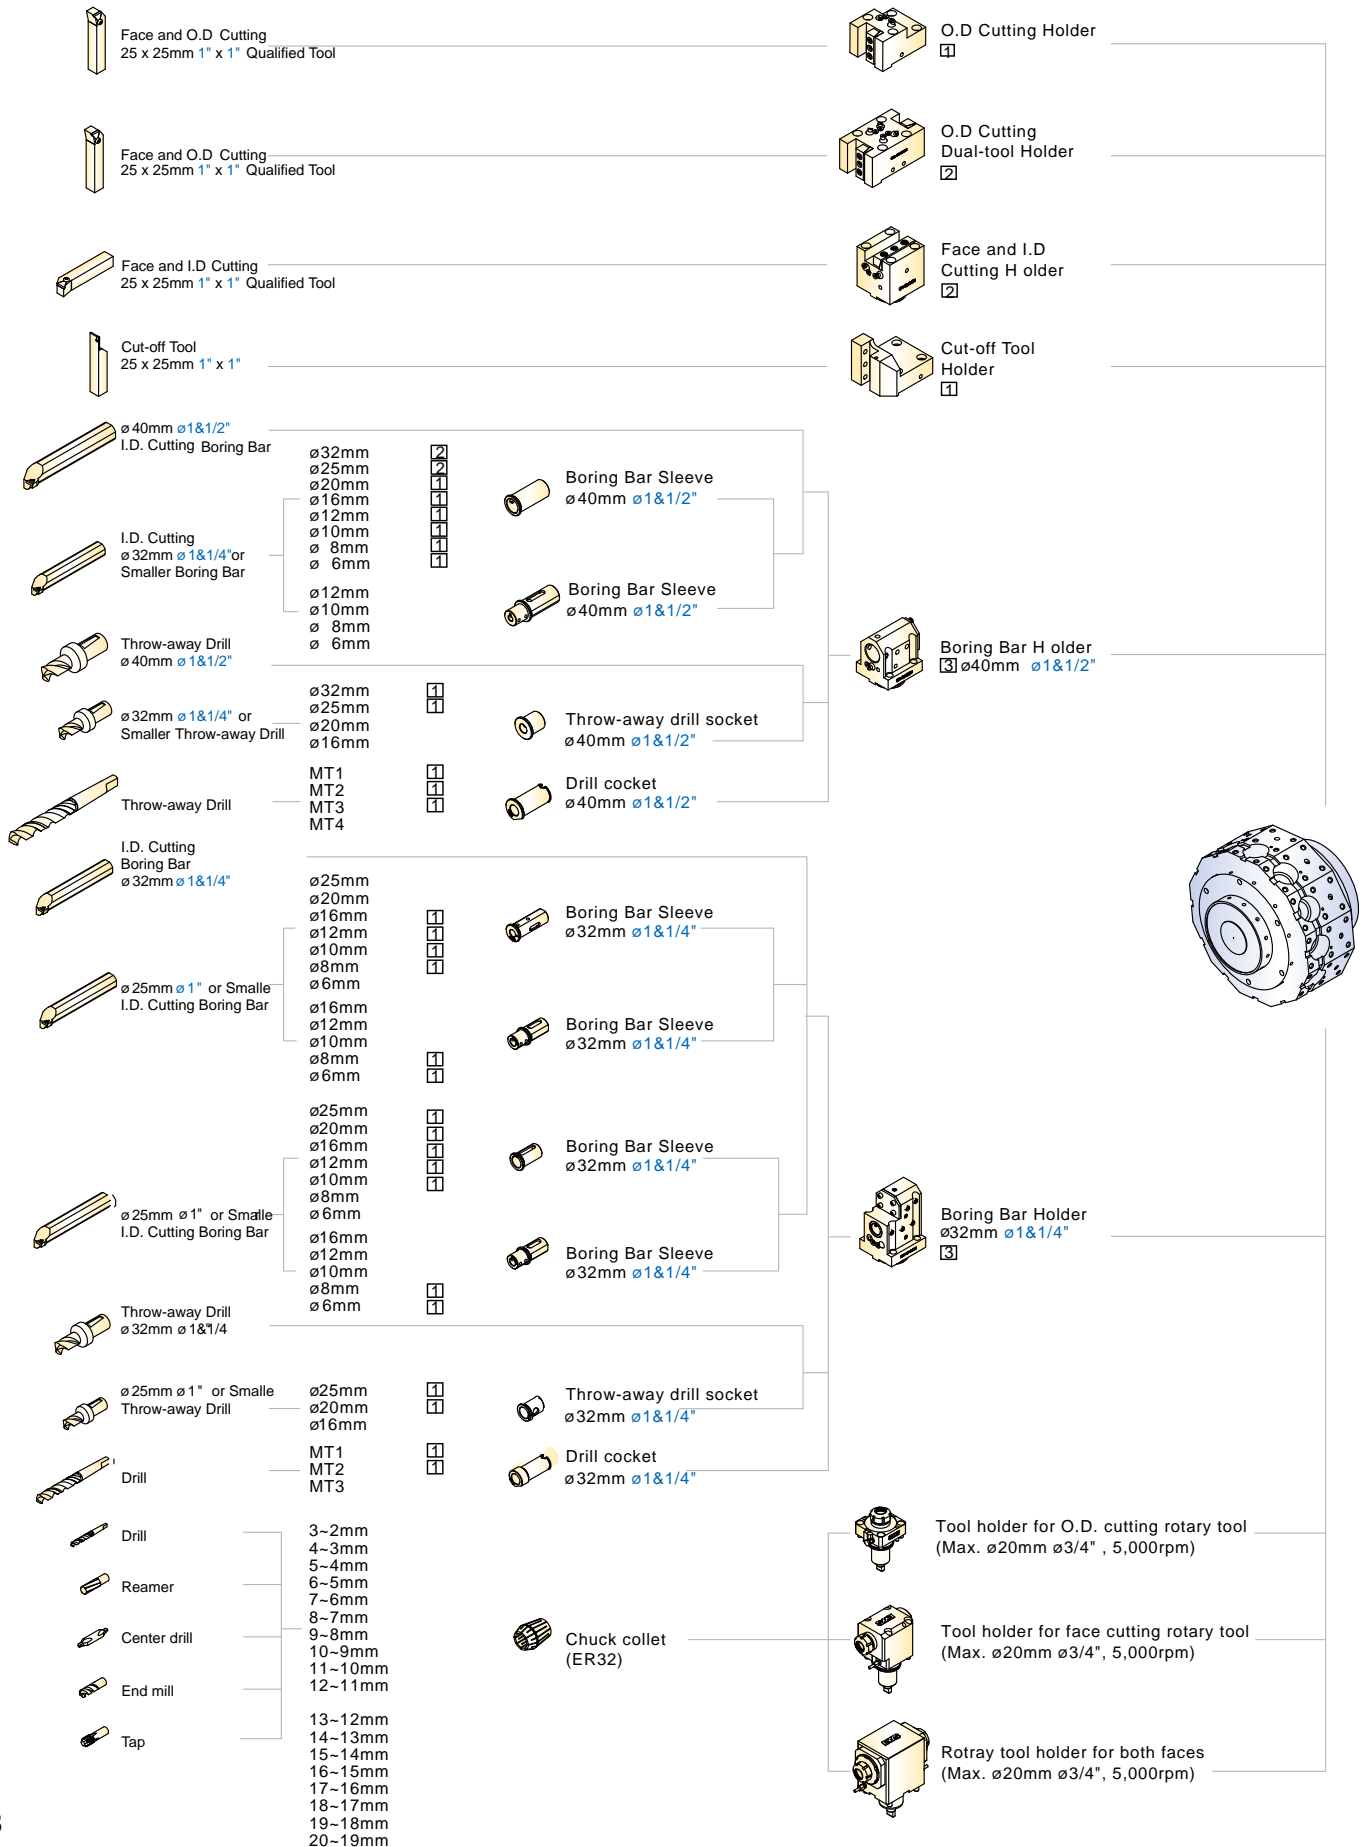 Face and O.D Cutting
25 x 25mm 1" x 1" Qualified Tool
O.D Cutting Holder
1
Face and O.D Cutting
25 x 25mm 1" x 1" Qualified Tool
O.D Cutting
Dual-tool Holder
2
Face and I.D Cutting
25 x 25mm 1" x 1" Qualified Tool
Face and I.D
Cutting H older
2
Cut-off Tool
25 x 25mm 1" x 1"
Cut-off Tool
Holder
1
ø40mm ø1&1/2"
I.D. Cutting Boring Bar
I.D. Cutting
ø32mm ø1&1/4"or
Smaller Boring Bar
ø32mm 2
ø25mm 2
ø20mm 1
ø16mm 1
ø12mm 1
ø10mm 1
ø 8mm 1
ø 6mm 1
ø12mm
ø10mm
ø 8mm
ø 6mm
Boring Bar Sleeve
ø40mm ø1&1/2"
Boring Bar Sleeve
ø40mm ø1&1/2"
Throw-away Drill
ø40mm ø1&1/2"
ø32mm ø1&1/4" or
Smaller Throw-away Drill
ø32mm 1
ø25mm 1
ø20mm
ø16mm
Throw-away drill socket
ø40mm ø1&1/2"
Throw-away Drill
MT1 1
MT2 1
MT3 1
MT4
Drill cocket
ø40mm ø1&1/2"
Boring Bar H older
3 ø40mm ø1&1/2"
I.D. Cutting
Boring Bar
ø32mm ø1&1/4"
ø25mm ø1" or Smalle
I.D. Cutting Boring Bar
ø25mm
ø20mm
ø16mm 1
ø12mm 1
ø10mm 1
ø8mm 1
ø6mm
ø16mm
ø12mm
ø10mm
ø8mm 1
ø6mm 1
Boring Bar Sleeve
ø32mm ø1&1/4"
Boring Bar Sleeve
ø32mm ø1&1/4"
ø25mm ø1" or Smalle
I.D. Cutting Boring Bar
ø25mm 1
ø20mm 1
ø16mm 1
ø12mm 1
ø10mm 1
ø8mm
ø6mm
ø16mm
ø12mm
ø10mm
ø8mm 1
ø6mm 1
Boring Bar Sleeve
ø32mm ø1&1/4"
Boring Bar Sleeve
ø32mm ø1&1/4"
Boring Bar Holder
ø32mm ø1&1/4"
3
Throw-away Drill
ø32mm ø1&1/4"
ø25mm ø1" or Smalle
Throw-away Drill
ø25mm 1
ø20mm 1
ø16mm
Throw-away drill socket
ø32mm ø1&1/4"
Drill
MT1 1
MT2 1
MT3
Drill cocket
ø32mm ø1&1/4"
Drill
Reamer
Center drill
End mill
Tap
3~2mm
4~3mm
5~4mm
6~5mm
7~6mm
8~7mm
9~8mm
10~9mm
11~10mm
12~11mm
13~12mm
14~13mm
15~14mm
16~15mm
17~16mm
18~17mm
19~18mm
20~19mm
Chuck collet
(ER32)
Tool holder for O.D. cutting rotary tool
(Max. ø20mm ø3/4" , 5,000rpm)
Tool holder for face cutting rotary tool
(Max. ø20mm ø3/4", 5,000rpm)
Rotray tool holder for both faces
(Max. ø20mm ø3/4", 5,000rpm)